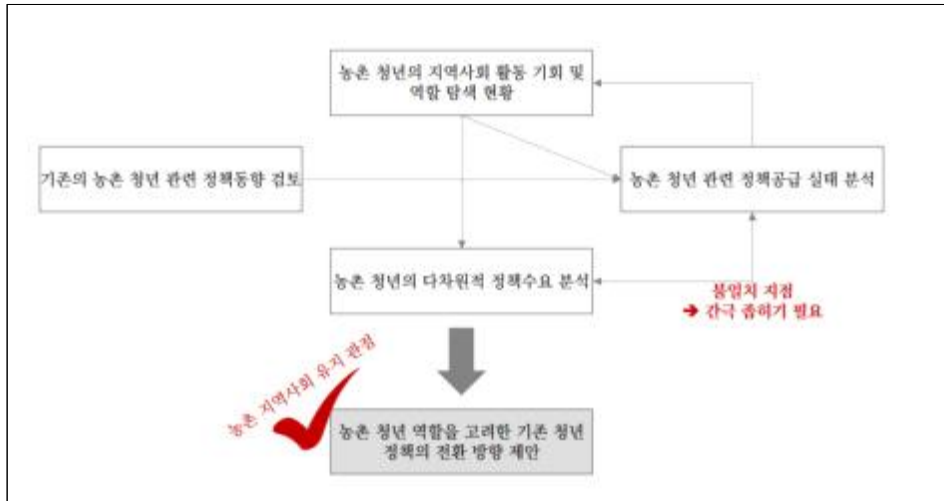 농촌 청년의 지역사회 활동 기회 및
역할 탐색 현황
기존의 농촌 청년 관련 정책동향 검토
농촌 청년 관련 정책공급 실태 분석
농촌 청년의 다차원적 정책수요 분석
불일치 지점
➔ 간극 좁히기 필요
농촌 지역사회 유지 관점
농촌 청년 역할을 고려한 기존 청년
정책의 전환 방향 제안